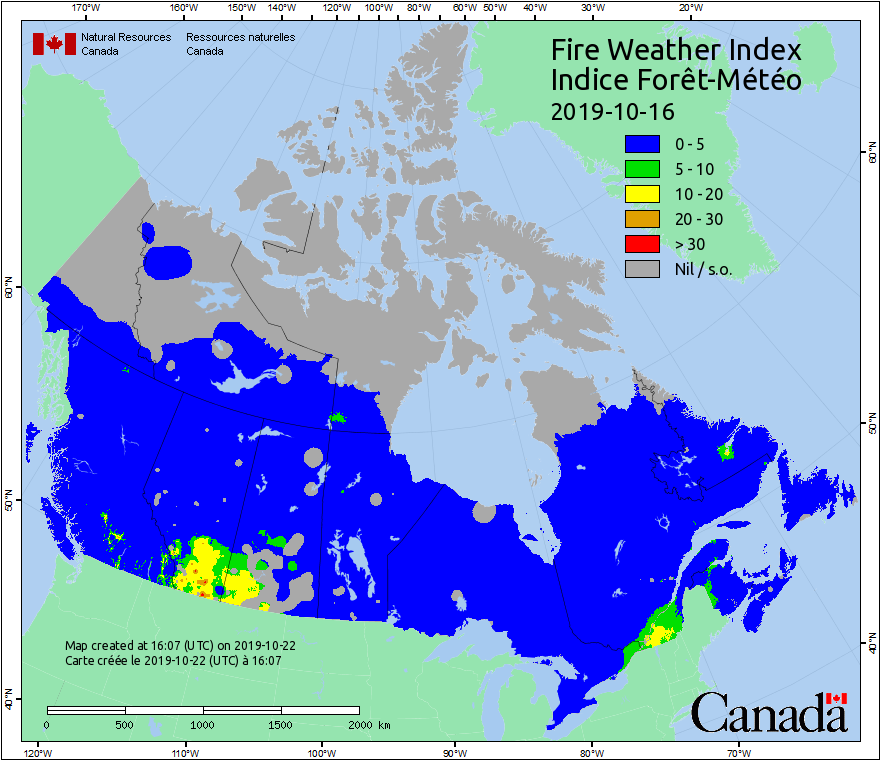 170°W 160°W 150°W 140°W 130°W 120°W 110°W 100°W 90°W 80°W 70°W 60°W 50°W 40°W 30°W 20°W
Natural Resources Ressources naturelles
Canada Canada
Fire Weather Index
Indice Forêt-Météo
2019-10-16
0 - 5
5 - 10
10 - 20
20 - 30
> 30
Nil / s.o.
60°N
60°N
50°N
50°N
40°N
40°N
Map created at 16:07 (UTC) on 2019-10-22
Carte créée le 2019-10-22 (UTC) à 16:07
0 500 1000 1500 2000 km
Canada
120°W 110°W 100°W 90°W 80°W 70°W